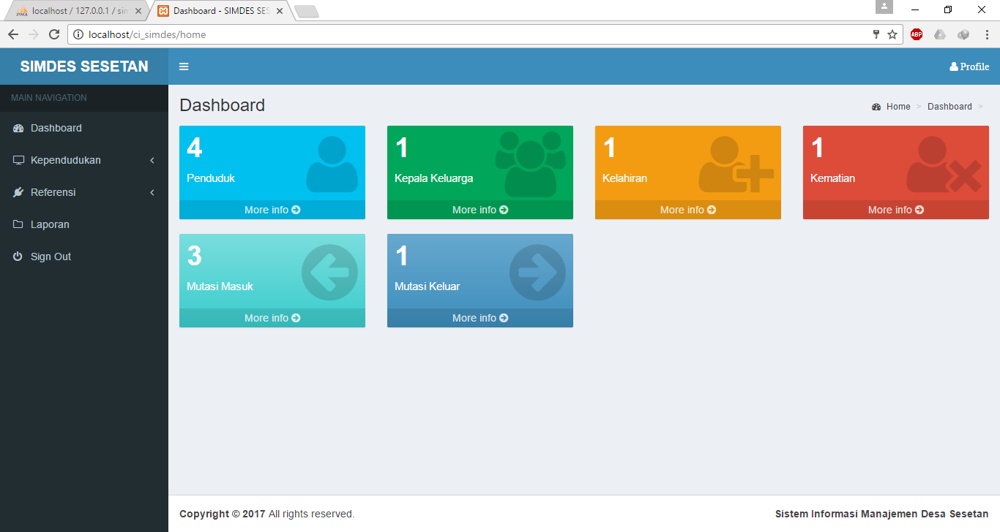 localhost / 127.0.0.1 / sim
Dashboard - SIMDES SES
localhost/ci_simdes/home
ABP
SIMDES SESETAN
Profile
MAIN NAVIGATION
Dashboard
Kependudukan
Referensi
Laporan
Sign Out
Dashboard
Home > Dashboard >
4
Penduduk
More info
1
Kepala Keluarga
More info
1
Kelahiran
More info
1
Kematian
More info
3
Mutasi Masuk
More info
1
Mutasi Keluar
More info
Copyright © 2017 All rights reserved.
Sistem Informasi Manajemen Desa Sesetan